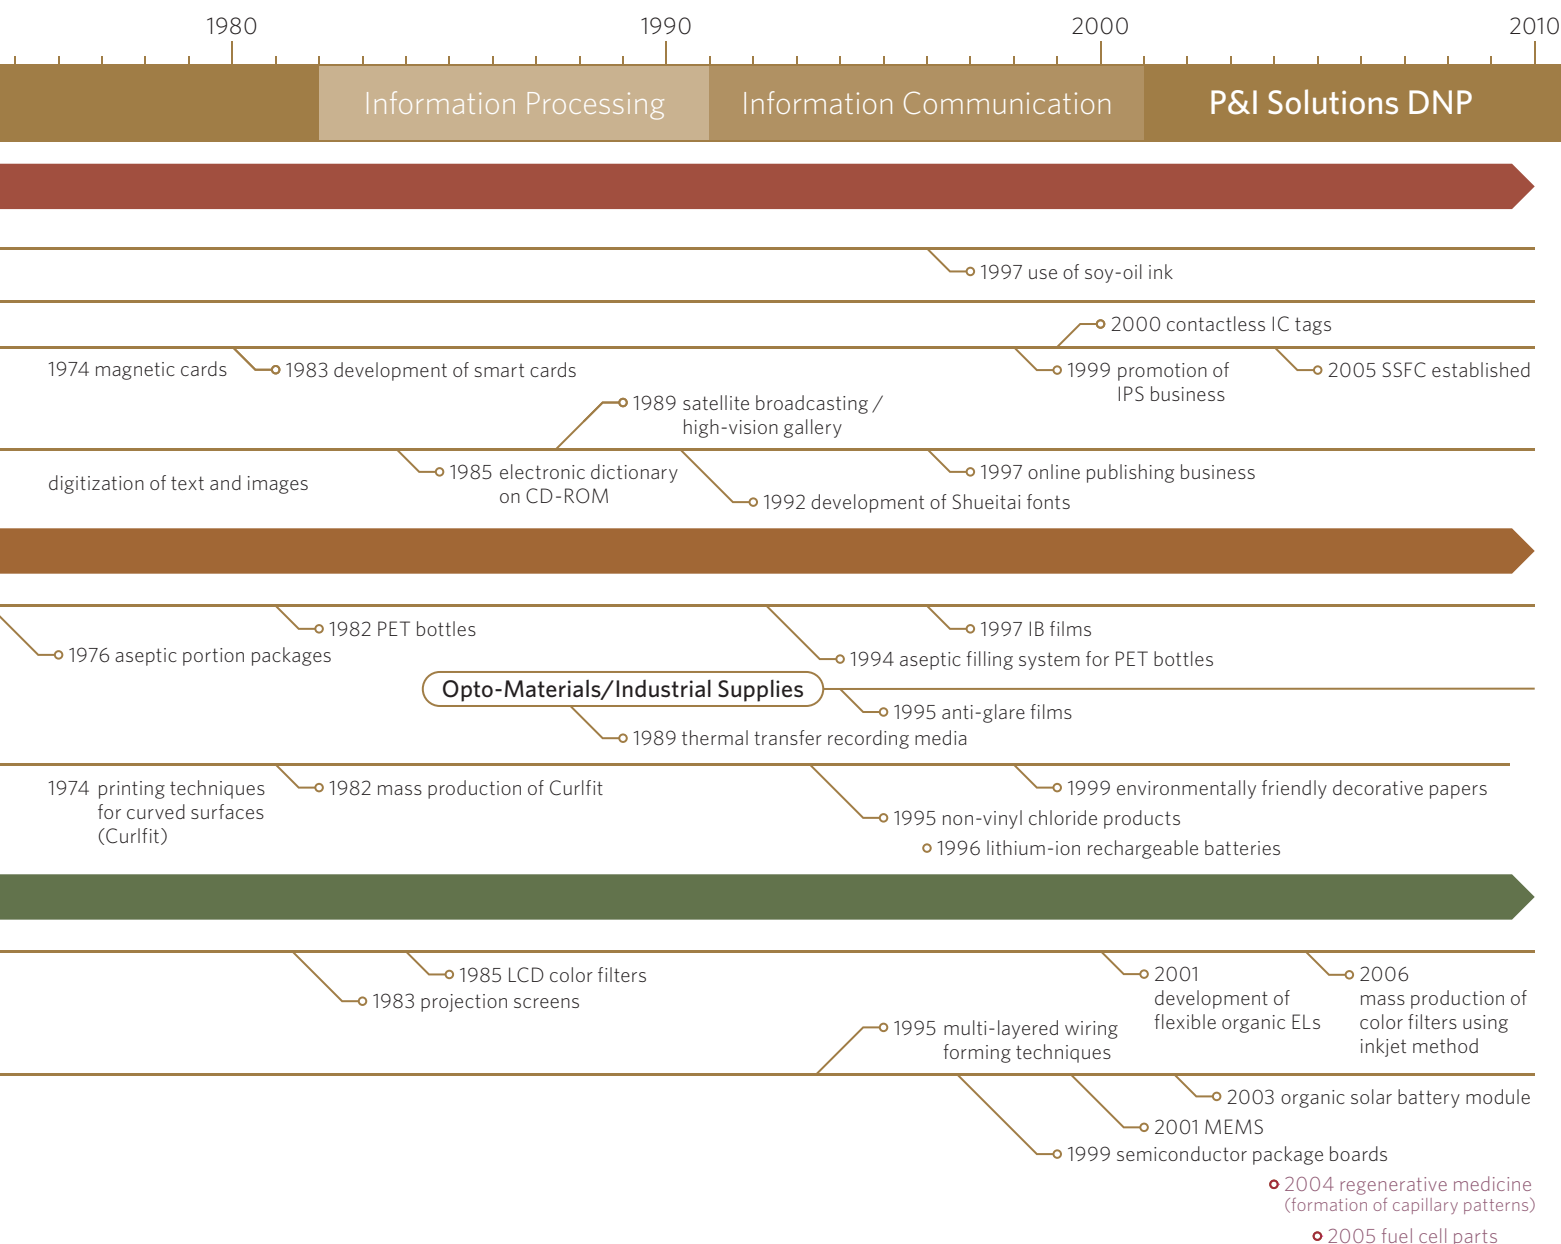 1980 1990 2000 2010
Information Processing Information Communication P&I Solutions DNP
1997 use of soy-oil ink
2000 contactless IC tags
1974 magnetic cards
1983 development of smart cards
1999 promotion of
IPS business
2005 SSFC established
1989 satellite broadcasting /
high-vision gallery
digitization of text and images
1985 electronic dictionary
on CD-ROM
1997 online publishing business
1992 development of Shueitai fonts
1982 PET bottles
1997 IB films
1976 aseptic portion packages
1994 aseptic filling system for PET bottles
Opto-Materials/Industrial Supplies
1995 anti-glare films
1989 thermal transfer recording media
1974 printing techniques
for curved surfaces
(Curlfit)
1982 mass production of Curlfit
1999 environmentally friendly decorative papers
1995 non-vinyl chloride products
1996 lithium-ion rechargeable batteries
1985 LCD color filters
1983 projection screens
2001
development of
flexible organic ELs
2006
mass production of
color filters using
inkjet method
1995 multi-layered wiring
forming techniques
2003 organic solar battery module
2001 MEMS
1999 semiconductor package boards
2004 regenerative medicine
(formation of capillary patterns)
2005 fuel cell parts